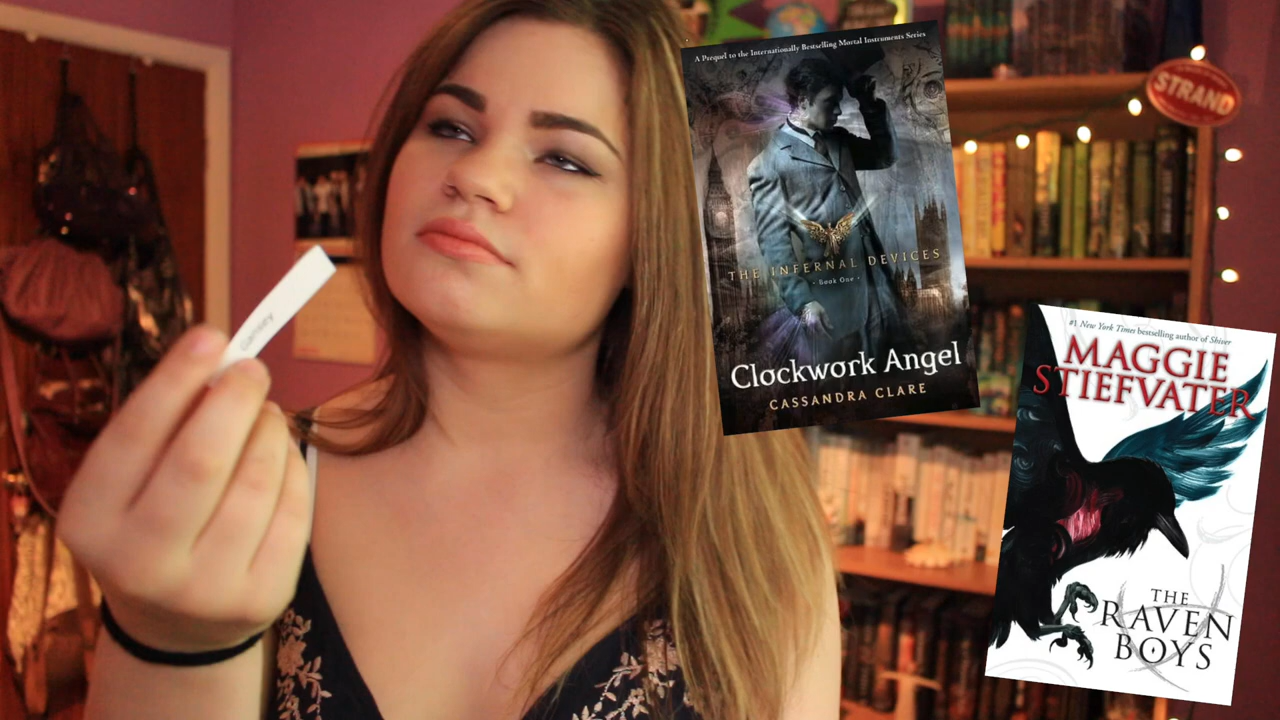 A Prequel to the Internationally Bestselling Mortal Instruments Series
THE INFERNAL DEVICES
- Book One -
Clockwork Angel
CASSANDRA CLARE
STRAND
#1 New York Times bestselling author of Shiver
MAGGIE
STIEFVATER
THE
RAVEN
BOYS